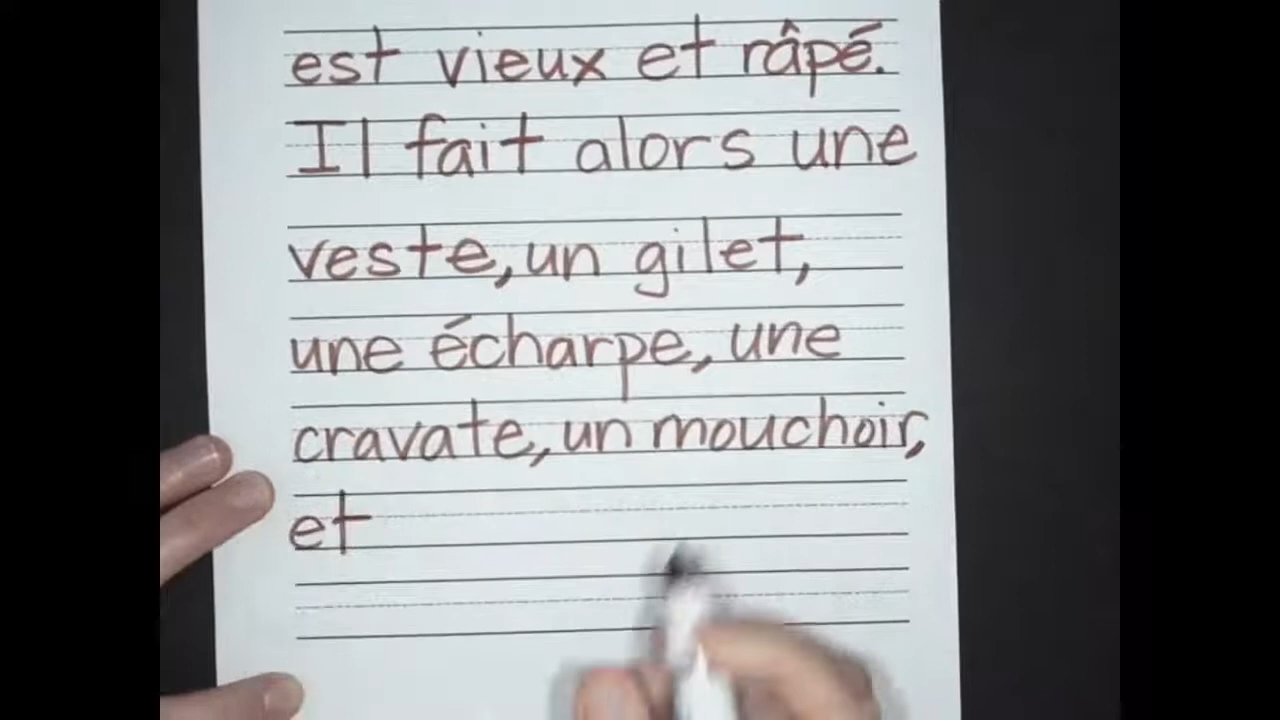 est vieux et râpé.
Il fait alors une
veste, un gilet,
une écharpe, une
cravate, un mouchoir,
et